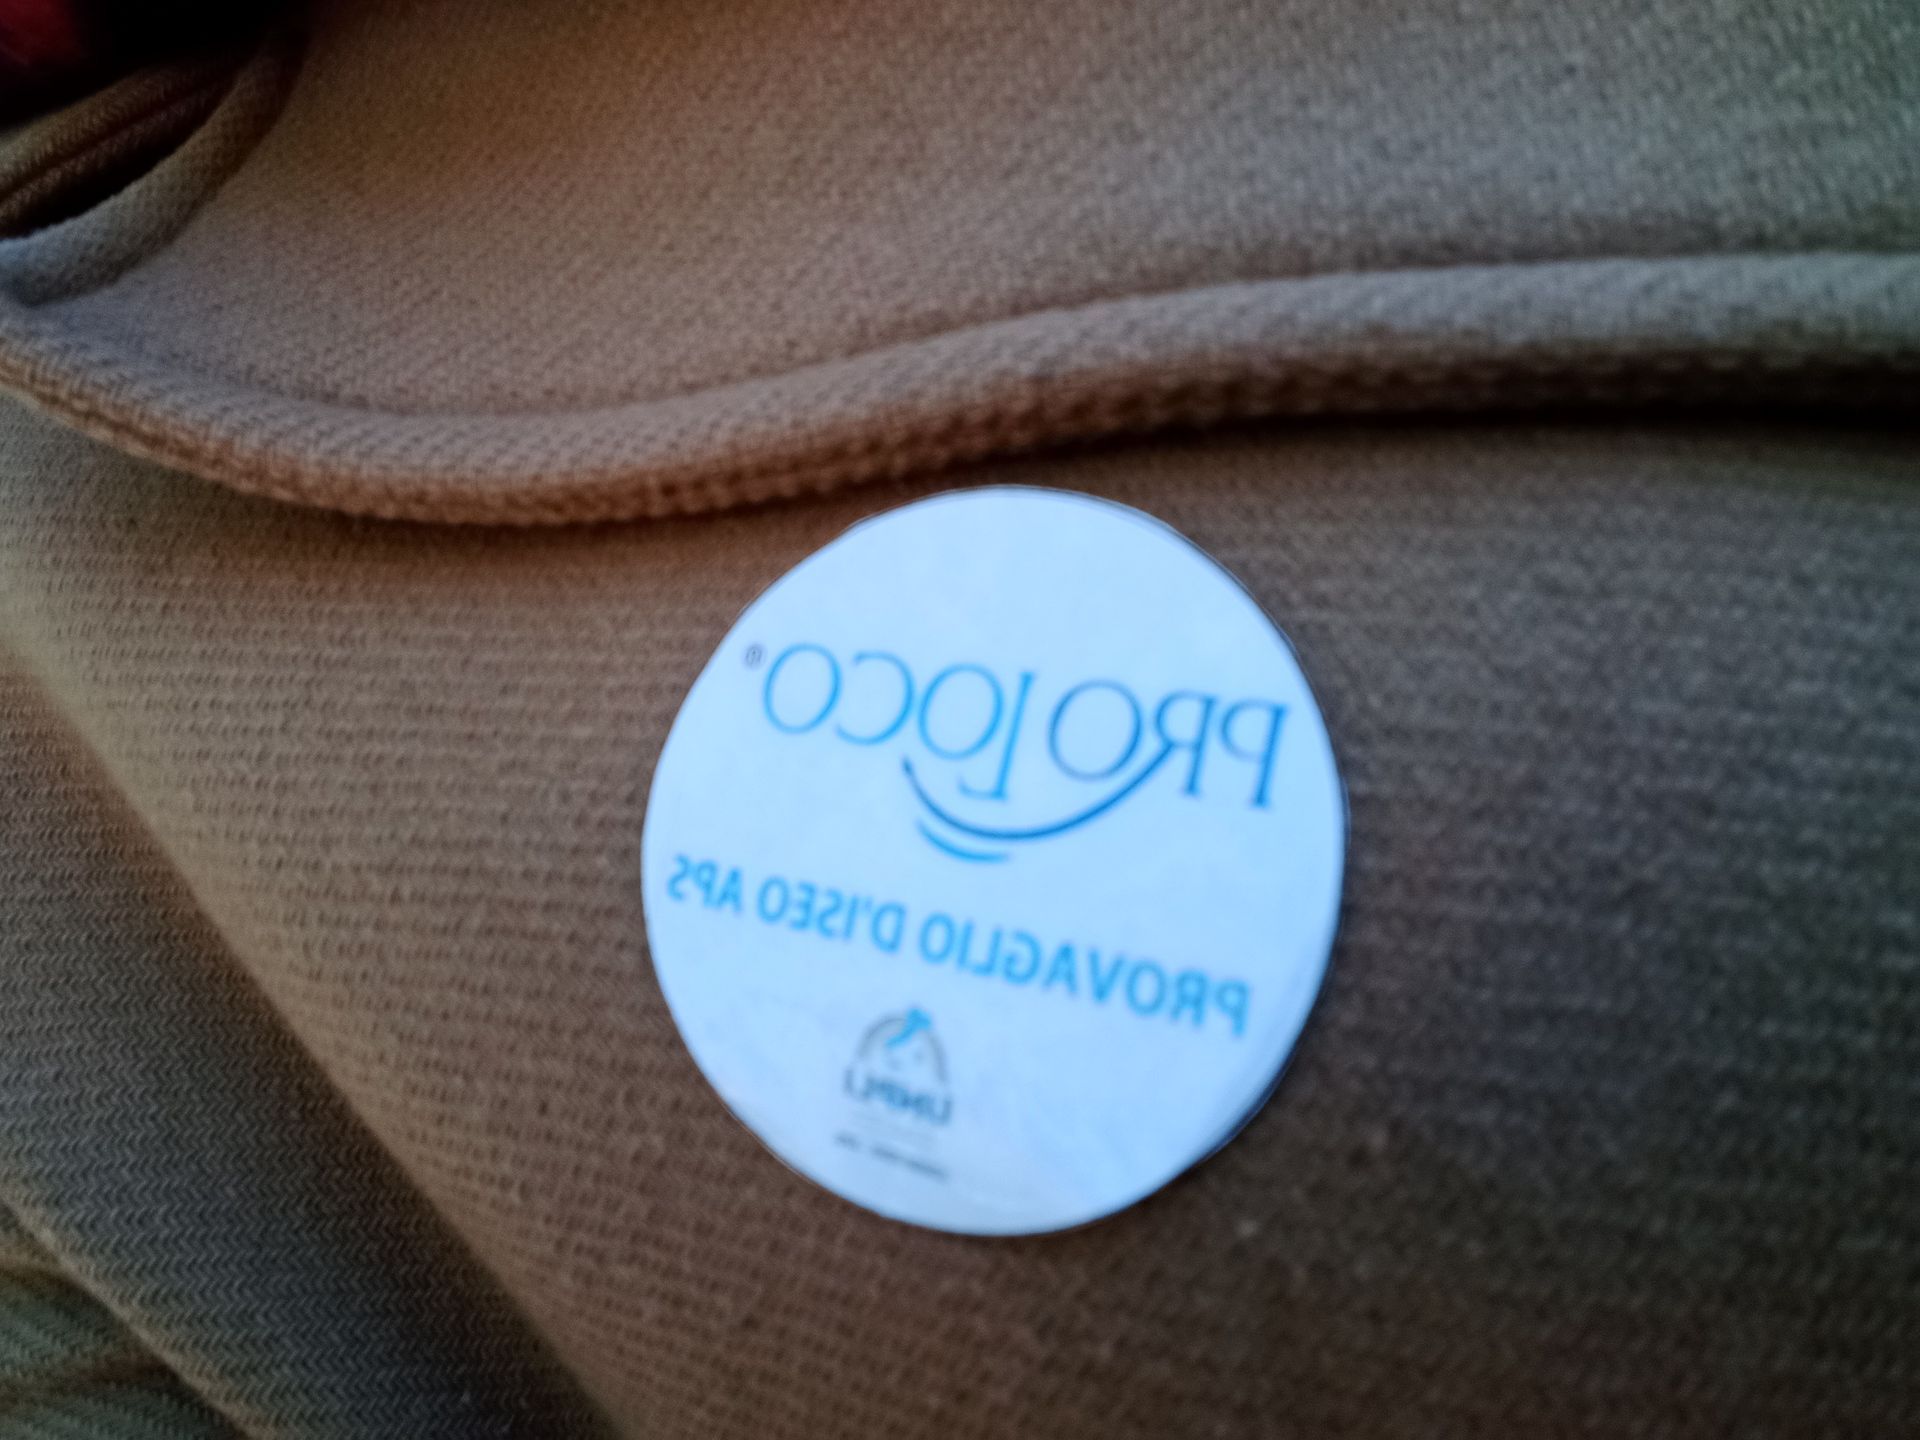 PRO LOCO®
PROVAGLIO D'ISEO APS
UNPLI